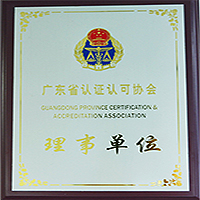 广东省认证认可协会
GUANGDONG PROVINCE CERTIFICATION &
ACCREDITATION ASSOCIATION
理事单位